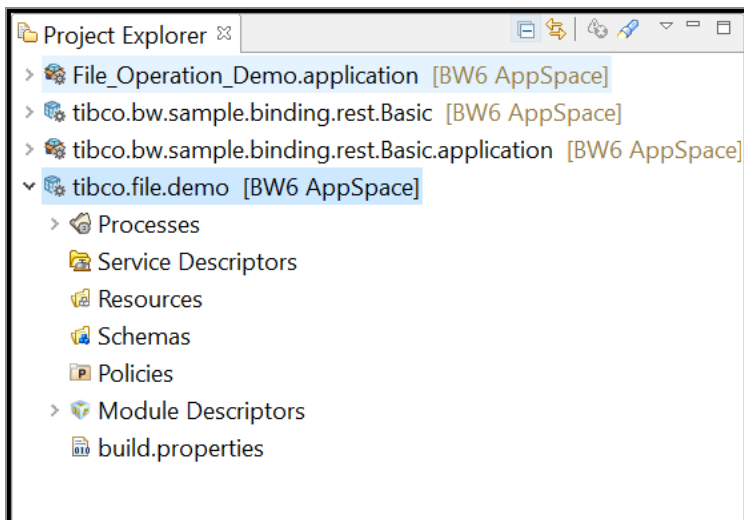 Project Explorer
File_Operation_Demo.application [BW6 AppSpace]
tibco.bw.sample.binding.rest.Basic [BW6 AppSpace]
tibco.bw.sample.binding.rest.Basic.application [BW6 AppSpace]
tibco.file.demo [BW6 AppSpace]
Processes
Service Descriptors
Resources
Schemas
Policies
Module Descriptors
build.properties